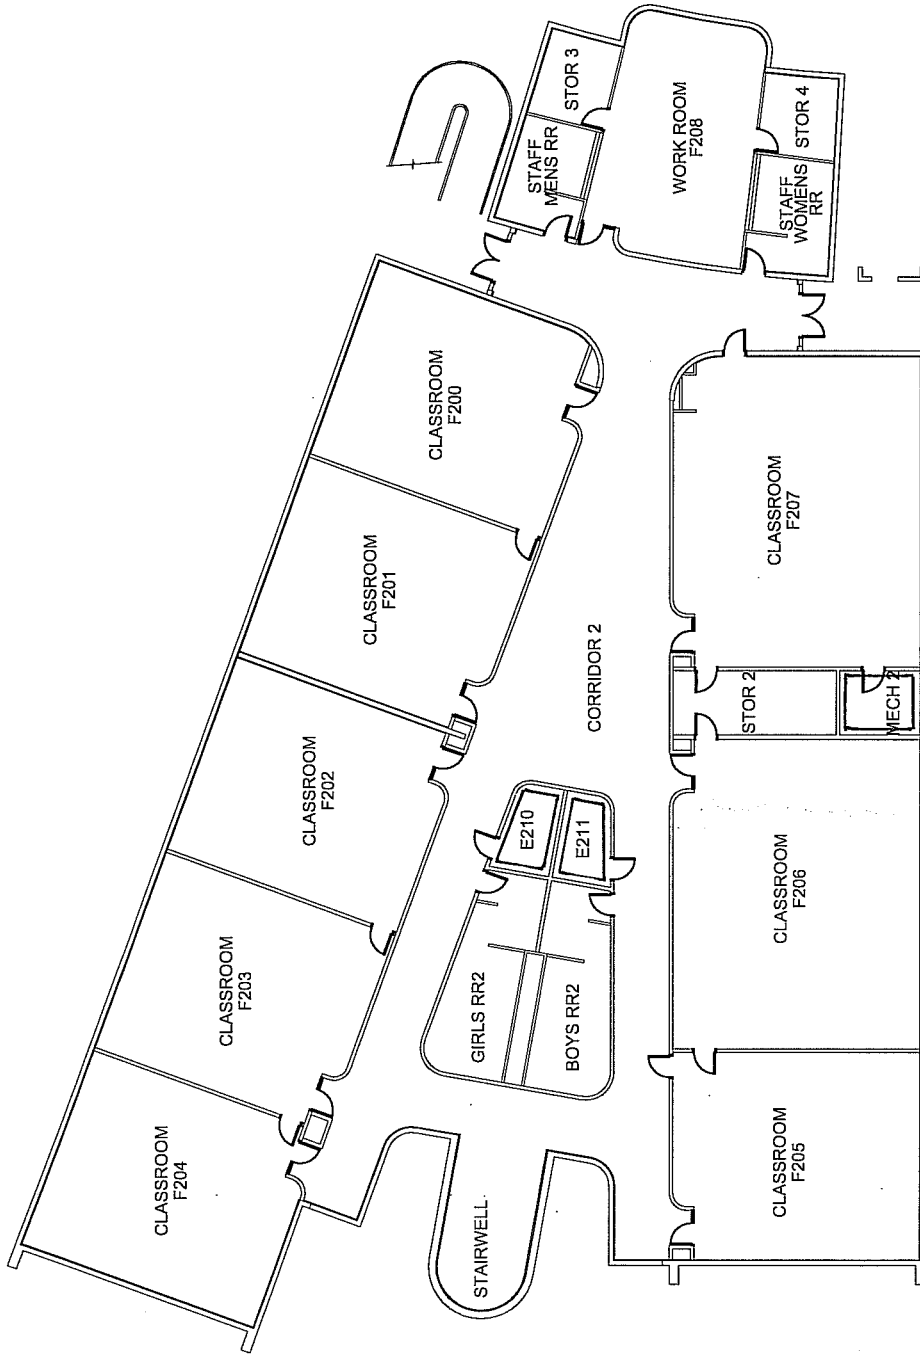 STOR 3
STAFF
MENS RR
WORK ROOM
F208
STOR 4
STAFF
WOMENS
RR
CLASSROOM
F200
CLASSROOM
F201
CLASSROOM
F202
CLASSROOM
F203
CLASSROOM
F204
CORRIDOR 2
E210
E211
GIRLS RR2
BOYS RR2
STAIRWELL
CLASSROOM
F207
STOR 2
MECH 2
CLASSROOM
F206
CLASSROOM
F205